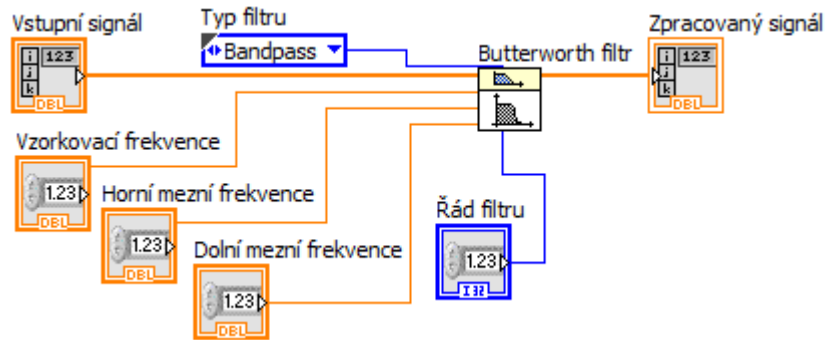 Vstupní signál
Typ filtru
Zpracovaný signál
Bandpass
Butterworth filtr
i
j
k
123
DBL
i
j
k
123
DBL
Vzorkovací frekvence
1.23
DBL
Horní mezní frekvence
1.23
DBL
Řád filtru
1.23
I32
Dolní mezní frekvence
1.23
DBL